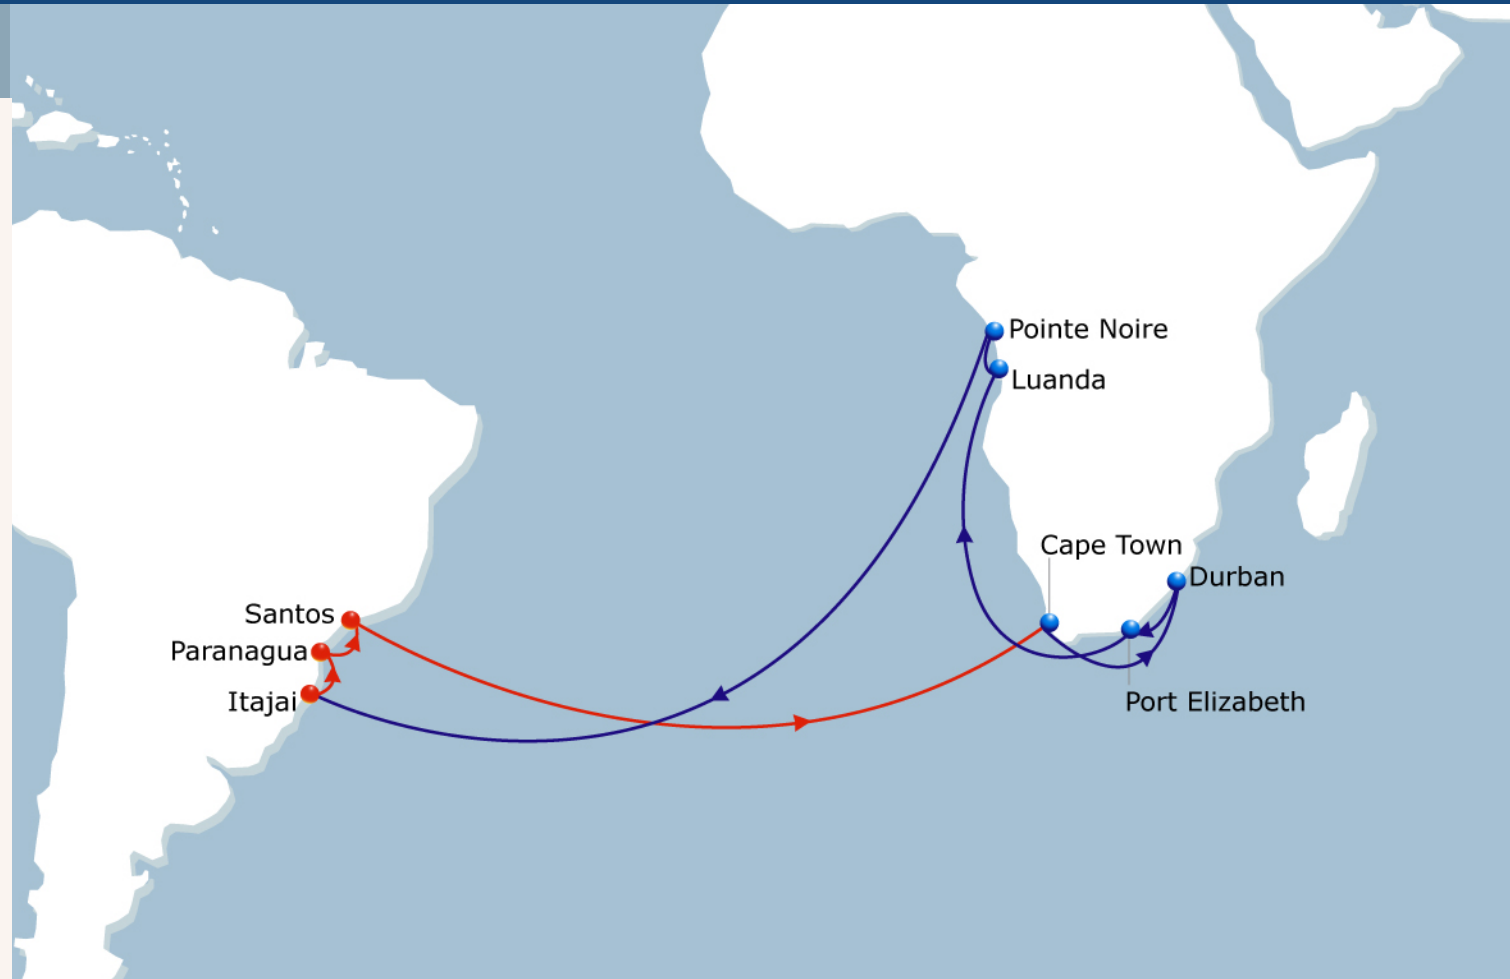 Pointe Noire
Luanda
Cape Town
Durban
Santos
Paranagua
Itajai
Port Elizabeth